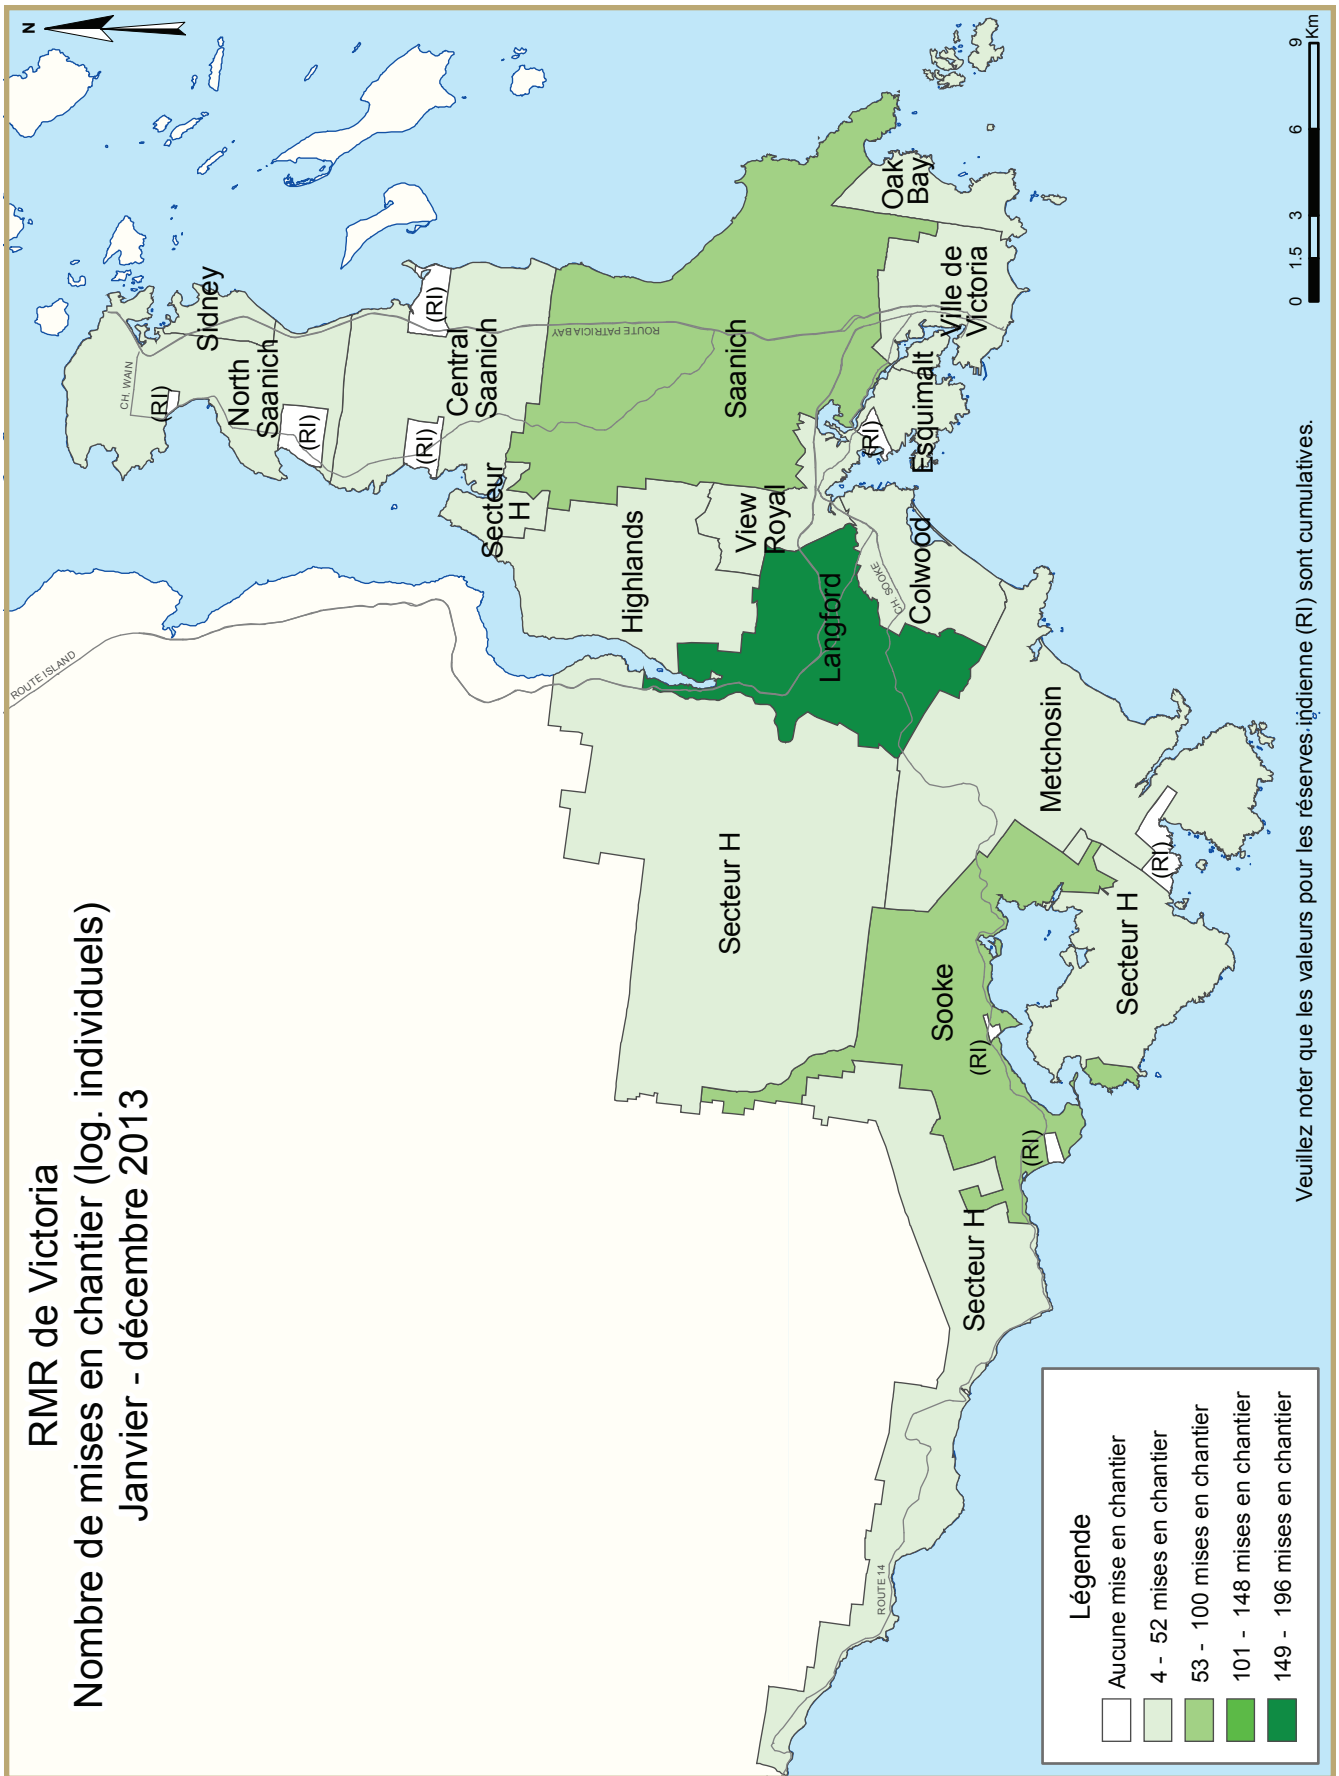 RMR de Victoria
Nombre de mises en chantier (log. individuels)
Janvier - décembre 2013
N
ROUTE ISLAND
CH. WAIN
(RI)
Sidney
North
Saanich
(RI)
(RI)
(RI)
Central
Saanich
Secteur
H
ROUTE PATRICIA BAY
Saanich
Highlands
View
Royal
Oak
Bay
Ville de
Victoria
Esquimalt
(RI)
Langford
CH. SOOKE
Colwood
Metchosin
Secteur H
Sooke
(RI)
(RI)
Secteur H
(RI)
Secteur H
ROUTE 14
Légende
Aucune mise en chantier
4 - 52 mises en chantier
53 - 100 mises en chantier
101 - 148 mises en chantier
149 - 196 mises en chantier
0 1.5 3 6 9
Km
Veuillez noter que les valeurs pour les réserves indienne (RI) sont cumulatives.